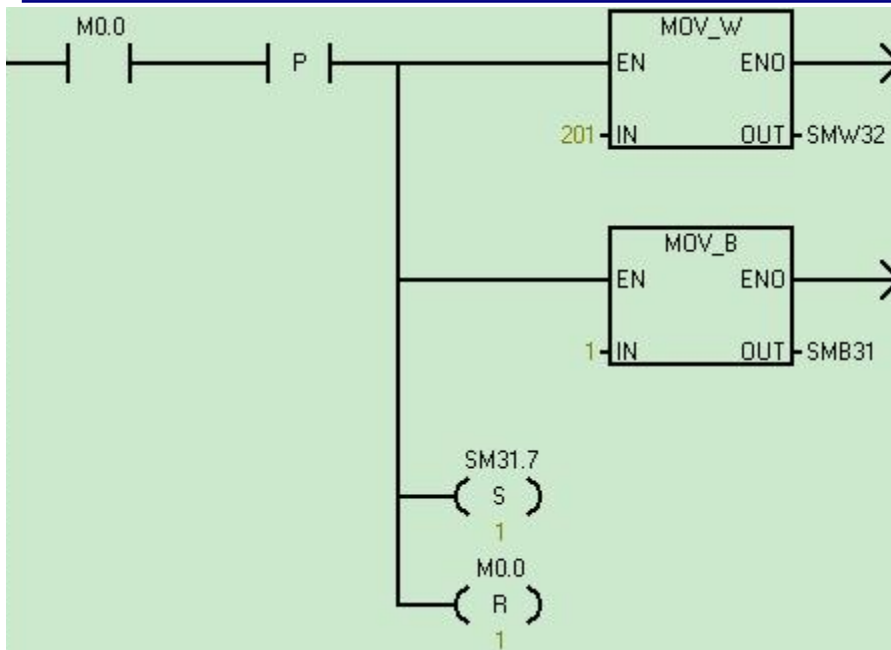 M0.0
P
MOV_W
EN ENO
201 IN OUT SMW32
MOV_B
EN ENO
1 IN OUT SMB31
SM31.7
S
1
M0.0
R
1